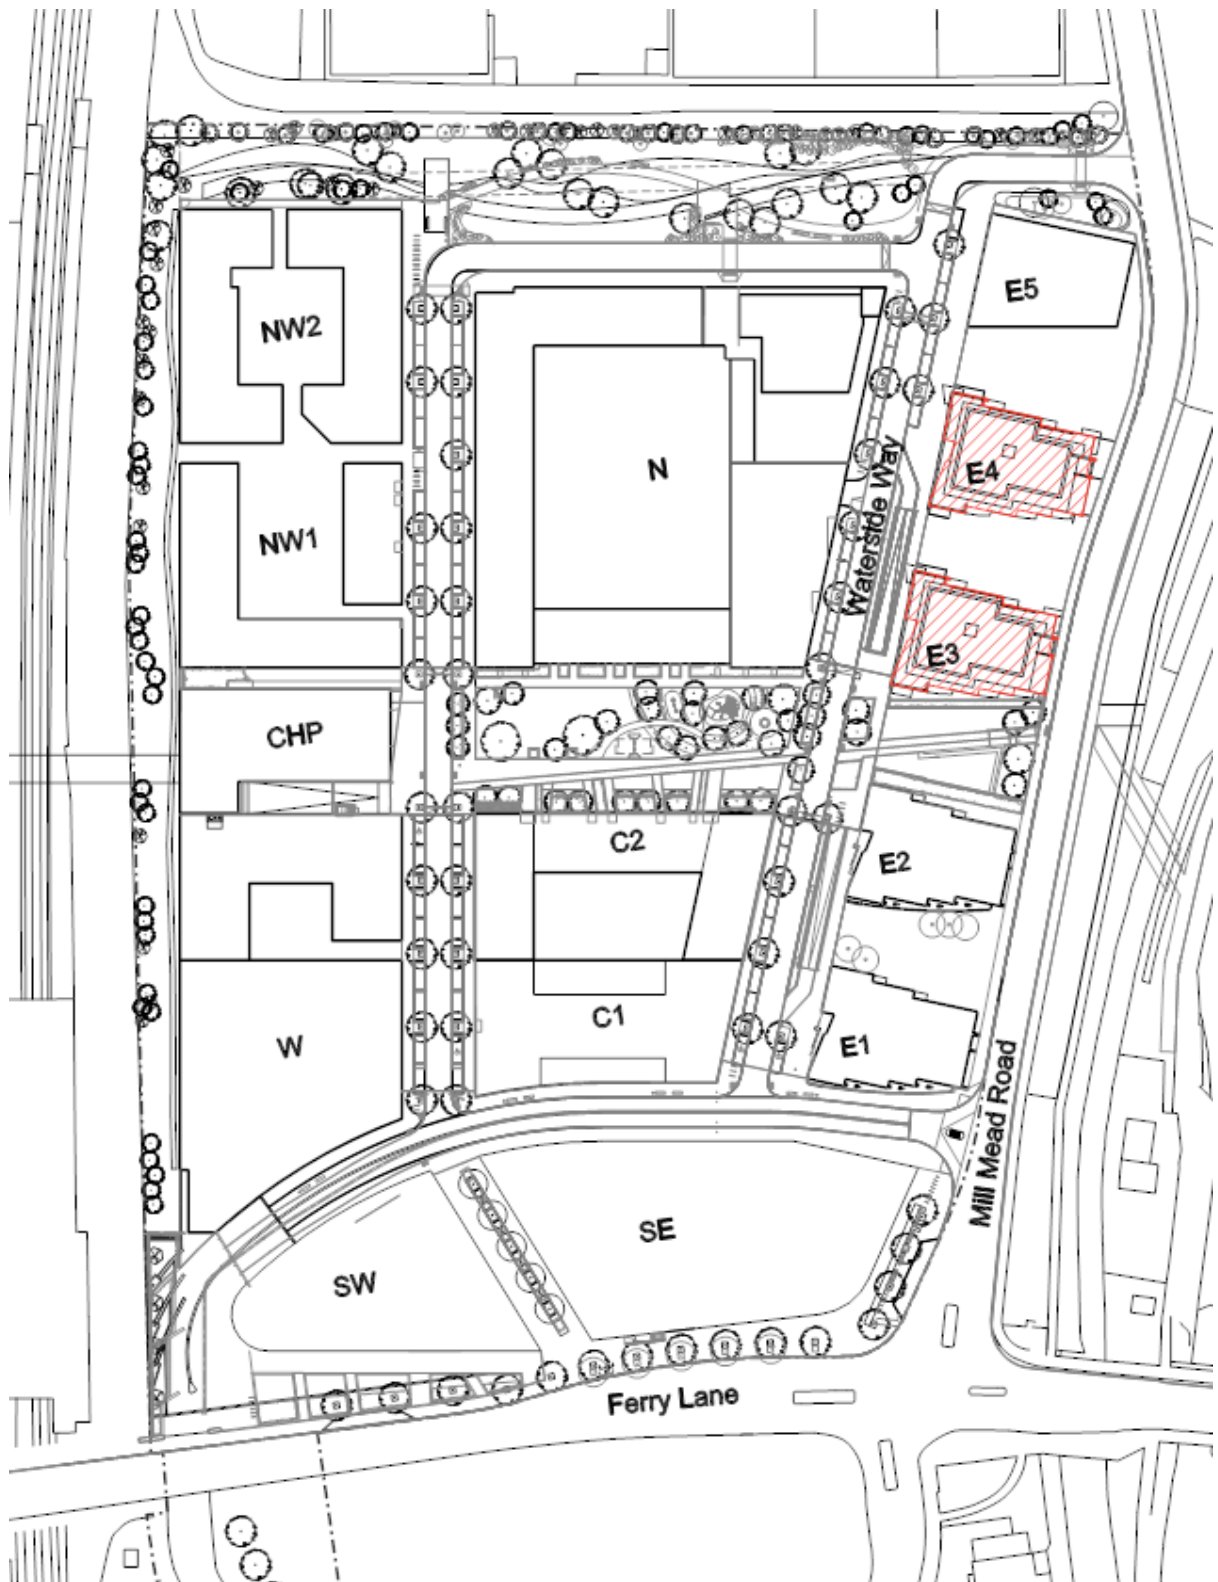 E5
NW2
E4
N
Waterside Way
NW1
E3
CHP
C2
E2
C1
W
E1
Mill Mead Road
SE
SW
Ferry Lane